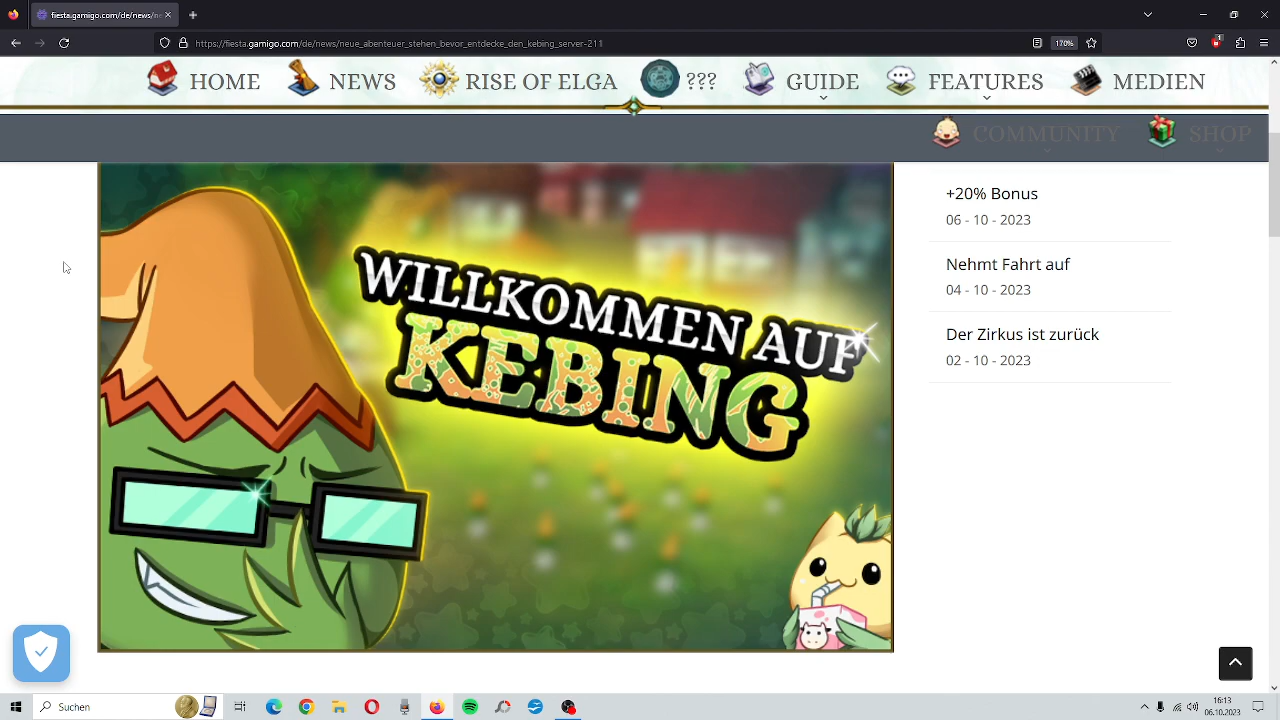 fiestagamigo.com/de/news/ne
https://fiesta.gamigo.com/de/news/neue_abenteuer_stehen_bevor_entdecke_den_kebing_server-211
170%
HOME NEWS RISE OF ELGA ??? GUIDE FEATURES MEDIEN
COMMUNITY SHOP
+20% Bonus
06 - 10 - 2023
Nehmt Fahrt auf
04 - 10 - 2023
Der Zirkus ist zurück
02 - 10 - 2023
WILLKOMMEN AUF
KEBING
Suchen
16:13
06.10.2023